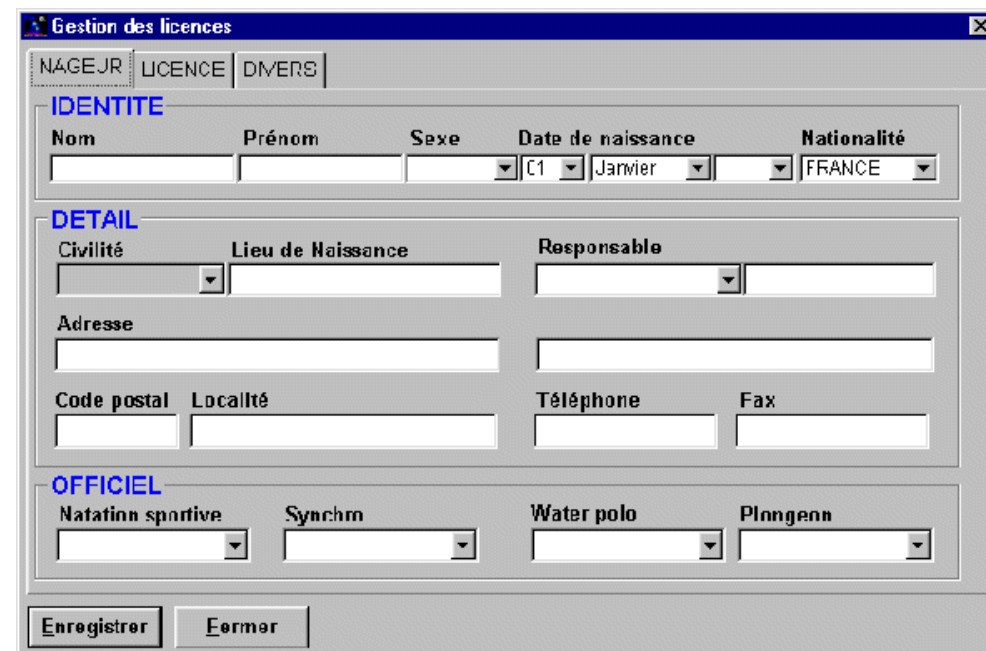 Gestion des licences
NAGEUR LICENCE DIVERS
IDENTITE
Nom Prénom Sexe Date de naissance Nationalité
01 Janvier FRANCE
DETAIL
Civilité Lieu de Naissance Responsable
Adresse
Code postal Localité Téléphone Fax
OFFICIEL
Natation sportive Synchro Water polo Plongeon
Enregistrer Fermer